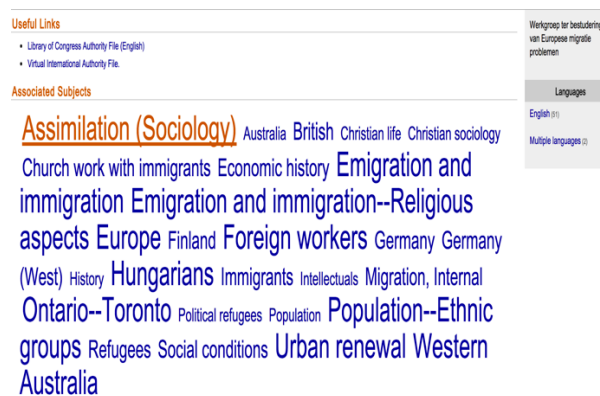 Useful Links
Library of Congress Authority File (English)
Virtual International Authority File.
Associated Subjects
Assimilation (Sociology) Australia British Christian life Christian sociology
Church work with immigrants Economic history Emigration and
immigration Emigration and immigration--Religious
aspects Europe Finland Foreign workers Germany Germany
(West) History Hungarians Immigrants Intellectuals Migration, Internal
Ontario--Toronto Political refugees Population Population--Ethnic
groups Refugees Social conditions Urban renewal Western
Australia
Werkgroep ter bestudering
van Europese migratie
problemen
Languages
English (51)
Multiple languages (2)